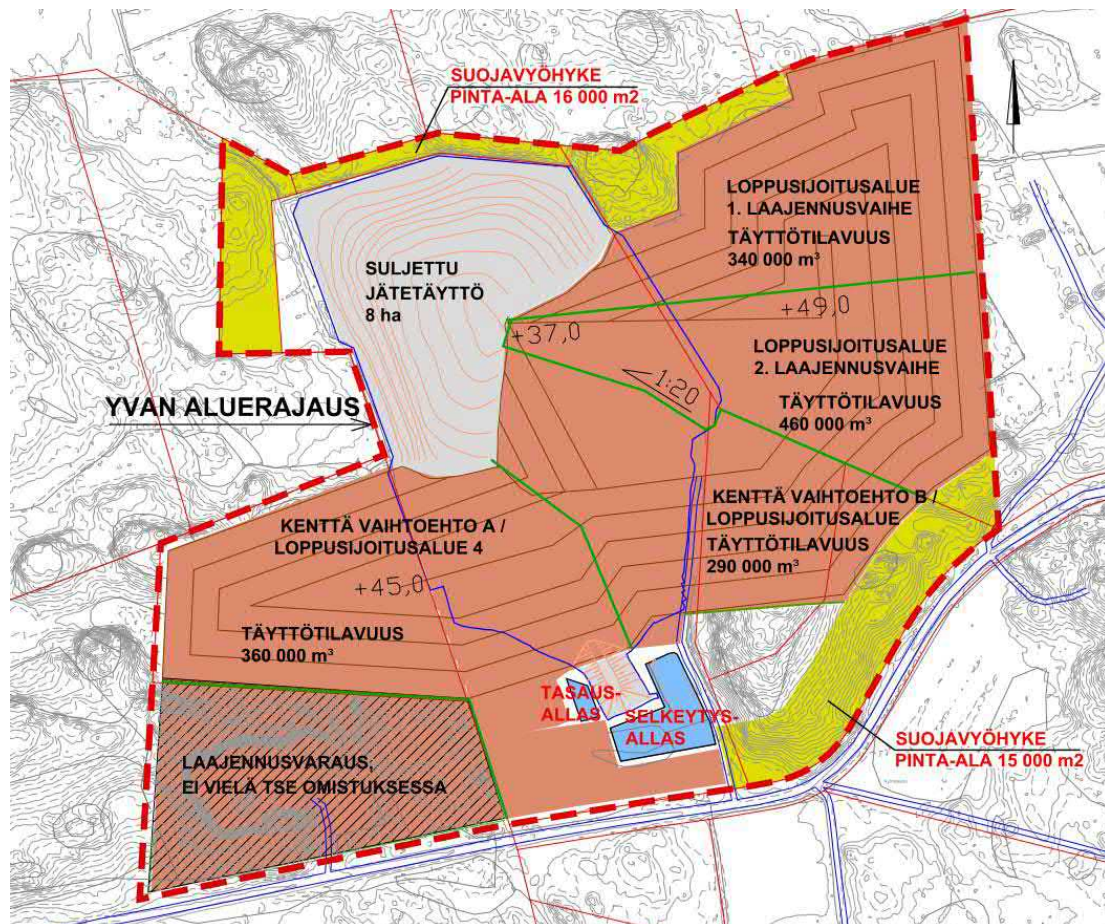 SUOJAVYÖHYKE
PINTA-ALA 16 000 m2
LOPPUSIJOITUSALUE
1. LAAJENNUSVAIHE
TÄYTTÖTILAVUUS
340 000 m³
SULJETTU
JÄTETÄYTTÖ
8 ha
+49,0
+37,0
LOPPUSIJOITUSALUE
2. LAAJENNUSVAIHE
1:20
TÄYTTÖTILAVUUS
460 000 m³
YVAN ALUERAJAUS
KENTTÄ VAIHTOEHTO B /
LOPPUSIJOITUSALUE
TÄYTTÖTILAVUUS
290 000 m³
KENTTÄ VAIHTOEHTO A /
LOPPUSIJOITUSALUE 4
+45,0
TÄYTTÖTILAVUUS
360 000 m³
TASAUS-
ALLAS
SELKEYTYS-
ALLAS
SUOJAVYÖHYKE
PINTA-ALA 15 000 m2
LAAJENNUSVARAUS,
EI VIELÄ TSE OMISTUKSESSA